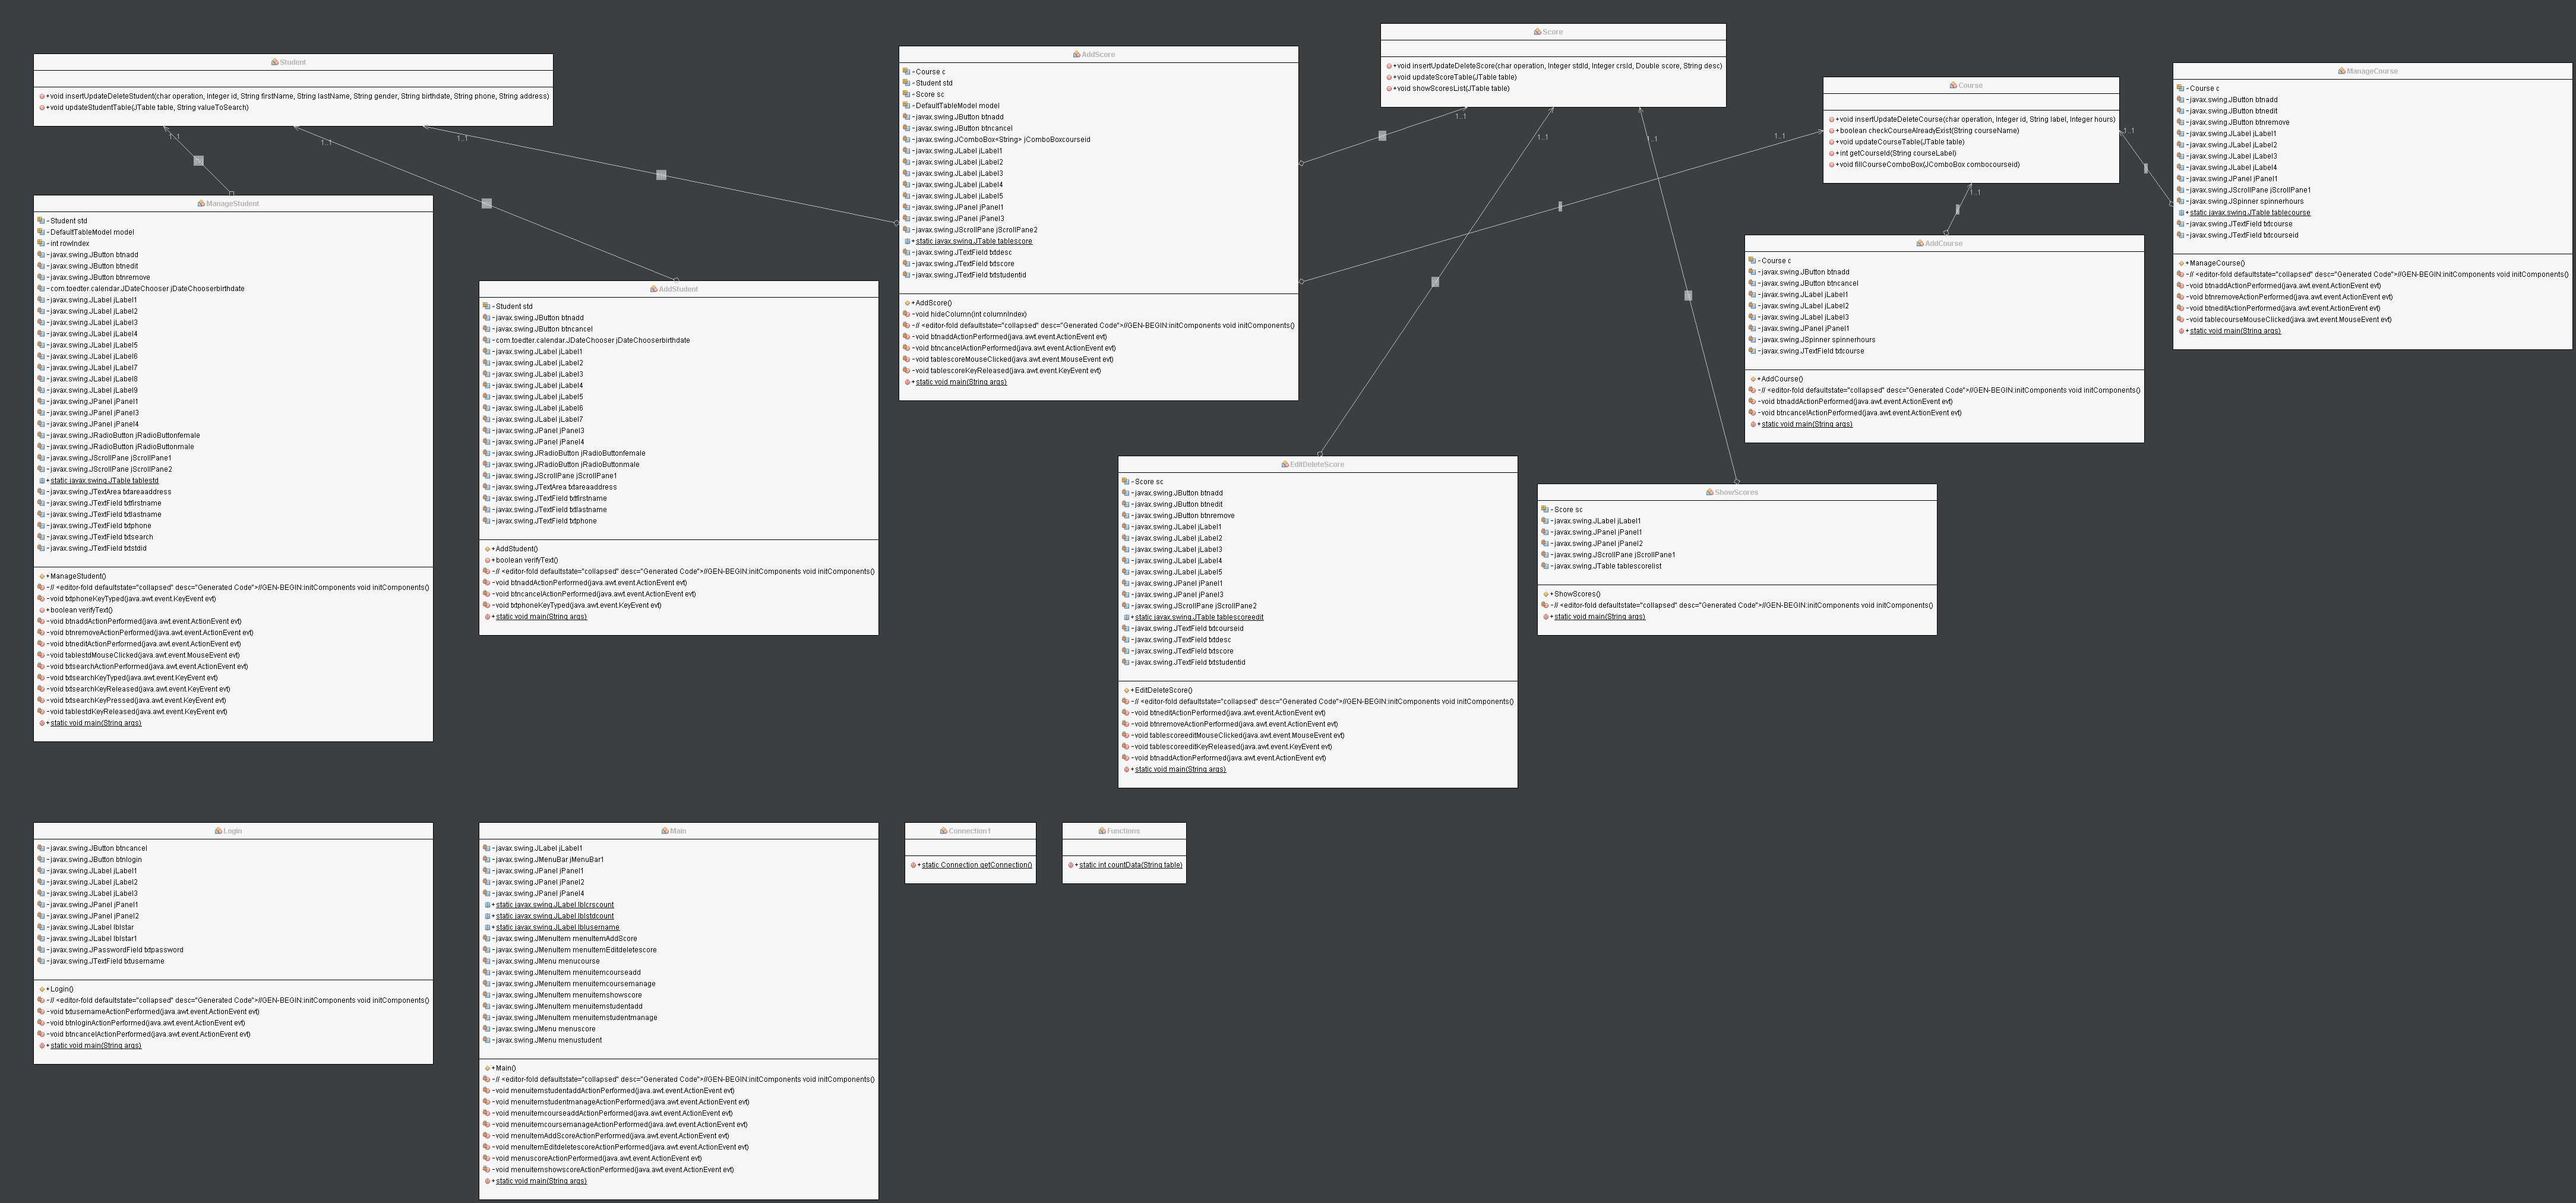 Student
+void insertUpdateDeleteStudent(char operation, Integer id, String firstName, String lastName, String gender, String birthdate, String phone, String address)
+void updateStudentTable(JTable table, String valueToSearch)
1..1
1..1
1..1
ManageStudent
-Student std
-DefaultTableModel model
-int rowIndex
-javax.swing.JButton btnadd
-javax.swing.JButton btnedit
-javax.swing.JButton btnremove
-com.toedter.calendar.JDateChooser jDateChooserbirthdate
-javax.swing.JLabel jLabel1
-javax.swing.JLabel jLabel2
-javax.swing.JLabel jLabel3
-javax.swing.JLabel jLabel4
-javax.swing.JLabel jLabel5
-javax.swing.JLabel jLabel6
-javax.swing.JLabel jLabel7
-javax.swing.JLabel jLabel8
-javax.swing.JLabel jLabel9
-javax.swing.JPanel jPanel1
-javax.swing.JPanel jPanel3
-javax.swing.JPanel jPanel4
-javax.swing.JRadioButton jRadioButtonfemale
-javax.swing.JRadioButton jRadioButtonmale
-javax.swing.JScrollPane jScrollPane1
-javax.swing.JScrollPane jScrollPane2
+static javax.swing.JTable tablestd
-javax.swing.JTextArea txtareaaddress
-javax.swing.JTextField txtfirstname
-javax.swing.JTextField txtlastname
-javax.swing.JTextField txtphone
-javax.swing.JTextField txtsearch
-javax.swing.JTextField txtstdid
+ManageStudent()
-// <editor-fold defaultstate="collapsed" desc="Generated Code">//GEN-BEGIN:initComponents void initComponents()
-void txtphoneKeyTyped(java.awt.event.KeyEvent evt)
+boolean verifyText()
-void btnaddActionPerformed(java.awt.event.ActionEvent evt)
-void btnremoveActionPerformed(java.awt.event.ActionEvent evt)
-void btneditActionPerformed(java.awt.event.ActionEvent evt)
-void tablestdMouseClicked(java.awt.event.MouseEvent evt)
-void txtsearchActionPerformed(java.awt.event.ActionEvent evt)
-void txtsearchKeyTyped(java.awt.event.KeyEvent evt)
-void txtsearchKeyReleased(java.awt.event.KeyEvent evt)
-void txtsearchKeyPressed(java.awt.event.KeyEvent evt)
-void tablestdKeyReleased(java.awt.event.KeyEvent evt)
+static void main(String args)
AddStudent
-Student std
-javax.swing.JButton btnadd
-javax.swing.JButton btncancel
-com.toedter.calendar.JDateChooser jDateChooserbirthdate
-javax.swing.JLabel jLabel1
-javax.swing.JLabel jLabel2
-javax.swing.JLabel jLabel3
-javax.swing.JLabel jLabel4
-javax.swing.JLabel jLabel5
-javax.swing.JLabel jLabel6
-javax.swing.JLabel jLabel7
-javax.swing.JPanel jPanel3
-javax.swing.JPanel jPanel4
-javax.swing.JRadioButton jRadioButtonfemale
-javax.swing.JRadioButton jRadioButtonmale
-javax.swing.JScrollPane jScrollPane1
-javax.swing.JTextArea txtareaaddress
-javax.swing.JTextField txtfirstname
-javax.swing.JTextField txtlastname
-javax.swing.JTextField txtphone
+AddStudent()
+boolean verifyText()
-// <editor-fold defaultstate="collapsed" desc="Generated Code">//GEN-BEGIN:initComponents void initComponents()
-void btnaddActionPerformed(java.awt.event.ActionEvent evt)
-void btncancelActionPerformed(java.awt.event.ActionEvent evt)
-void txtphoneKeyTyped(java.awt.event.KeyEvent evt)
+static void main(String args)
AddScore
-Course c
-Student std
-Score sc
-DefaultTableModel model
-javax.swing.JButton btnadd
-javax.swing.JButton btncancel
-javax.swing.JComboBox<String> jComboBoxcourseid
-javax.swing.JLabel jLabel1
-javax.swing.JLabel jLabel2
-javax.swing.JLabel jLabel3
-javax.swing.JLabel jLabel4
-javax.swing.JLabel jLabel5
-javax.swing.JPanel jPanel1
-javax.swing.JPanel jPanel3
-javax.swing.JScrollPane jScrollPane2
+static javax.swing.JTable tablescore
-javax.swing.JTextField txtdesc
-javax.swing.JTextField txtscore
-javax.swing.JTextField txtstudentid
+AddScore()
-void hideColumn(int columnIndex)
-// <editor-fold defaultstate="collapsed" desc="Generated Code">//GEN-BEGIN:initComponents void initComponents()
-void btnaddActionPerformed(java.awt.event.ActionEvent evt)
-void btncancelActionPerformed(java.awt.event.ActionEvent evt)
-void tablescoreMouseClicked(java.awt.event.MouseEvent evt)
-void tablescoreKeyReleased(java.awt.event.KeyEvent evt)
+static void main(String args)
Score
+void insertUpdateDeleteScore(char operation, Integer stdId, Integer crsId, Double score, String desc)
+void updateScoreTable(JTable table)
+void showScoresList(JTable table)
1..1
1..1
1..1
Course
+void insertUpdateDeleteCourse(char operation, Integer id, String label, Integer hours)
+boolean checkCourseAlreadyExist(String courseName)
+void updateCourseTable(JTable table)
+int getCourseId(String courseLabel)
+void fillCourseComboBox(JComboBox combocourseid)
1..1
1..1
1..1
ManageCourse
-Course c
-javax.swing.JButton btnadd
-javax.swing.JButton btnedit
-javax.swing.JButton btnremove
-javax.swing.JLabel jLabel1
-javax.swing.JLabel jLabel2
-javax.swing.JLabel jLabel3
-javax.swing.JLabel jLabel4
-javax.swing.JPanel jPanel1
-javax.swing.JScrollPane jScrollPane1
-javax.swing.JSpinner spinnerhours
+static javax.swing.JTable tablecourse
-javax.swing.JTextField txtcourse
-javax.swing.JTextField txtcourseid
+ManageCourse()
-// <editor-fold defaultstate="collapsed" desc="Generated Code">//GEN-BEGIN:initComponents void initComponents()
-void btnaddActionPerformed(java.awt.event.ActionEvent evt)
-void btnremoveActionPerformed(java.awt.event.ActionEvent evt)
-void btneditActionPerformed(java.awt.event.ActionEvent evt)
-void tablecourseMouseClicked(java.awt.event.MouseEvent evt)
+static void main(String args)
AddCourse
-Course c
-javax.swing.JButton btnadd
-javax.swing.JButton btncancel
-javax.swing.JLabel jLabel1
-javax.swing.JLabel jLabel2
-javax.swing.JLabel jLabel3
-javax.swing.JPanel jPanel1
-javax.swing.JSpinner spinnerhours
-javax.swing.JTextField txtcourse
+AddCourse()
-// <editor-fold defaultstate="collapsed" desc="Generated Code">//GEN-BEGIN:initComponents void initComponents()
-void btnaddActionPerformed(java.awt.event.ActionEvent evt)
-void btncancelActionPerformed(java.awt.event.ActionEvent evt)
+static void main(String args)
EditDeleteScore
-Score sc
-javax.swing.JButton btnadd
-javax.swing.JButton btnedit
-javax.swing.JButton btnremove
-javax.swing.JLabel jLabel1
-javax.swing.JLabel jLabel2
-javax.swing.JLabel jLabel3
-javax.swing.JLabel jLabel4
-javax.swing.JLabel jLabel5
-javax.swing.JPanel jPanel1
-javax.swing.JPanel jPanel3
-javax.swing.JScrollPane jScrollPane2
+static javax.swing.JTable tablescoreedit
-javax.swing.JTextField txtcourseid
-javax.swing.JTextField txtdesc
-javax.swing.JTextField txtscore
-javax.swing.JTextField txtstudentid
+EditDeleteScore()
-// <editor-fold defaultstate="collapsed" desc="Generated Code">//GEN-BEGIN:initComponents void initComponents()
-void btneditActionPerformed(java.awt.event.ActionEvent evt)
-void btnremoveActionPerformed(java.awt.event.ActionEvent evt)
-void tablescoreeditMouseClicked(java.awt.event.MouseEvent evt)
-void tablescoreeditKeyReleased(java.awt.event.KeyEvent evt)
-void btnaddActionPerformed(java.awt.event.ActionEvent evt)
+static void main(String args)
ShowScores
-Score sc
-javax.swing.JLabel jLabel1
-javax.swing.JPanel jPanel1
-javax.swing.JPanel jPanel2
-javax.swing.JScrollPane jScrollPane1
-javax.swing.JTable tablescorelist
+ShowScores()
-// <editor-fold defaultstate="collapsed" desc="Generated Code">//GEN-BEGIN:initComponents void initComponents()
+static void main(String args)
Login
-javax.swing.JButton btncancel
-javax.swing.JButton btnlogin
-javax.swing.JLabel jLabel1
-javax.swing.JLabel jLabel2
-javax.swing.JLabel jLabel3
-javax.swing.JPanel jPanel1
-javax.swing.JPanel jPanel2
-javax.swing.JLabel lblstar
-javax.swing.JLabel lblstar1
-javax.swing.JPasswordField txtpassword
-javax.swing.JTextField txtusername
+Login()
-// <editor-fold defaultstate="collapsed" desc="Generated Code">//GEN-BEGIN:initComponents void initComponents()
-void txtusernameActionPerformed(java.awt.event.ActionEvent evt)
-void btnloginActionPerformed(java.awt.event.ActionEvent evt)
-void btncancelActionPerformed(java.awt.event.ActionEvent evt)
+static void main(String args)
Main
-javax.swing.JLabel jLabel1
-javax.swing.JMenuBar jMenuBar1
-javax.swing.JPanel jPanel1
-javax.swing.JPanel jPanel2
-javax.swing.JPanel jPanel4
+static javax.swing.JLabel lblcrscount
+static javax.swing.JLabel lblstdcount
+static javax.swing.JLabel lblusername
-javax.swing.JMenuItem menuItemAddScore
-javax.swing.JMenuItem menuItemEditdeletescore
-javax.swing.JMenu menucourse
-javax.swing.JMenuItem menuitemcourseadd
-javax.swing.JMenuItem menuitemcoursemanage
-javax.swing.JMenuItem menuitemshowscore
-javax.swing.JMenuItem menuitemstudentadd
-javax.swing.JMenuItem menuitemstudentmanage
-javax.swing.JMenu menuscore
-javax.swing.JMenu menustudent
+Main()
-// <editor-fold defaultstate="collapsed" desc="Generated Code">//GEN-BEGIN:initComponents void initComponents()
-void menuitemstudentaddActionPerformed(java.awt.event.ActionEvent evt)
-void menuitemstudentmanageActionPerformed(java.awt.event.ActionEvent evt)
-void menuitemcourseaddActionPerformed(java.awt.event.ActionEvent evt)
-void menuitemcoursemanageActionPerformed(java.awt.event.ActionEvent evt)
-void menuItemAddScoreActionPerformed(java.awt.event.ActionEvent evt)
-void menuItemEditdeletescoreActionPerformed(java.awt.event.ActionEvent evt)
-void menuscoreActionPerformed(java.awt.event.ActionEvent evt)
-void menuitemshowscoreActionPerformed(java.awt.event.ActionEvent evt)
+static void main(String args)
Connection1
+static Connection getConnection()
Functions
+static int countData(String table)